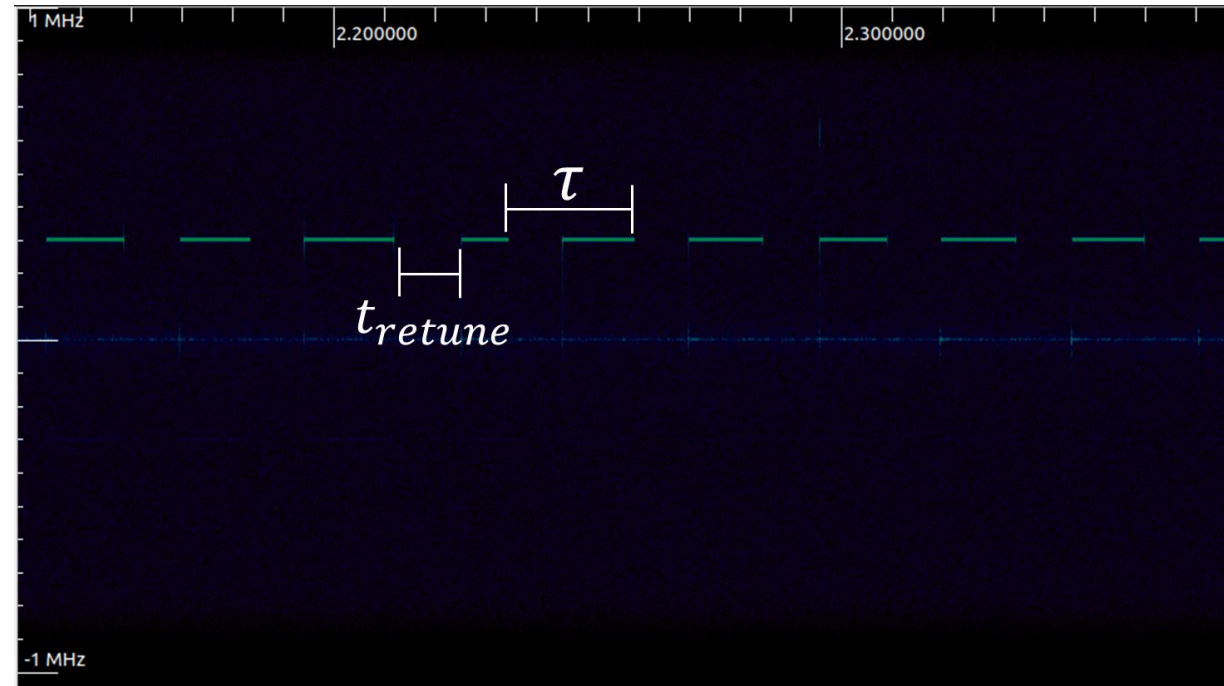 1 MHz
2.200000
2.300000
τ
t_retune
-1 MHz